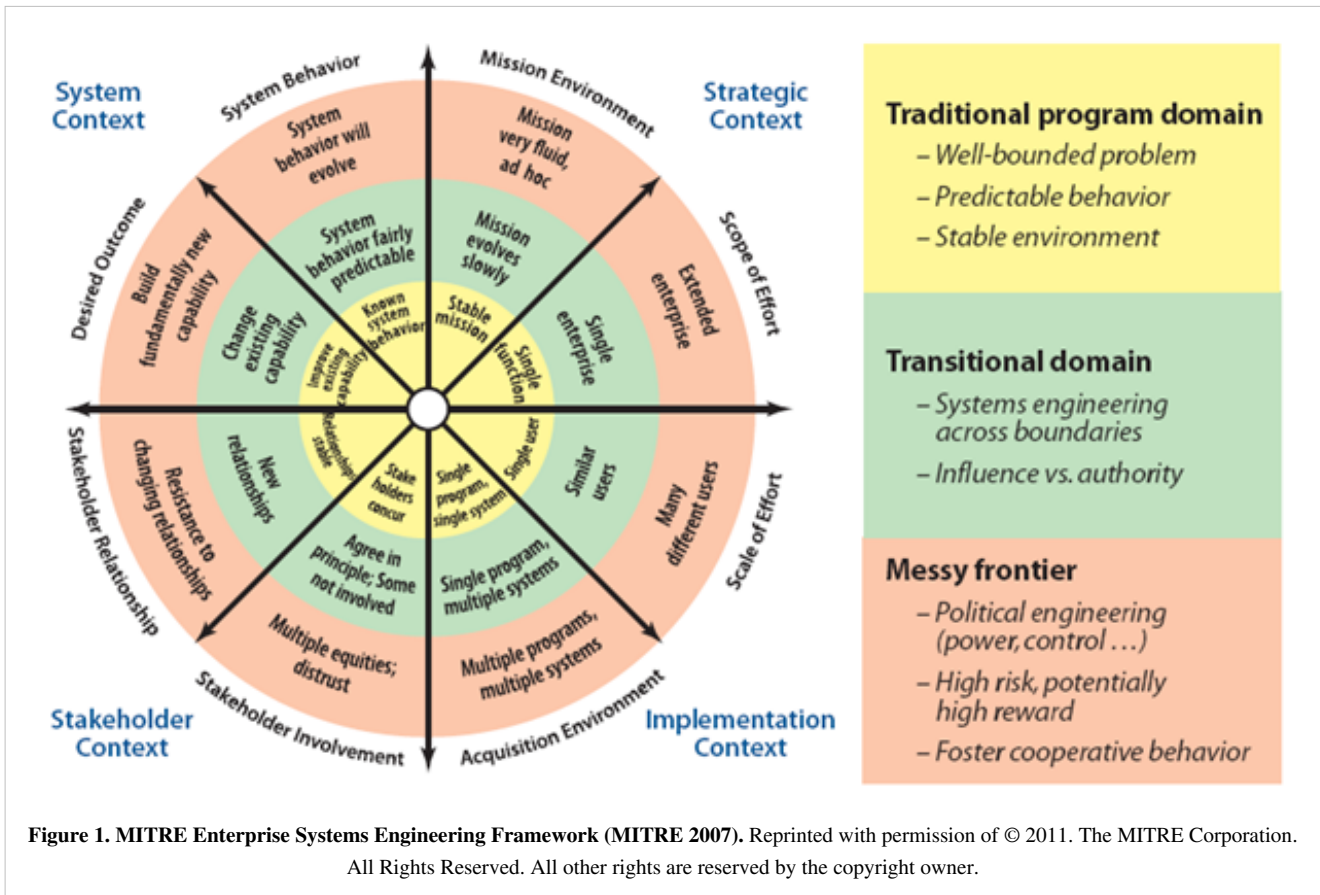 System
Context
System Behavior
Mission Environment
Strategic
Context
Desired Outcome
Scope of Effort
System
behavior will
evolve
Mission
very fluid,
ad hoc
Build
fundamentally new
capability
System
behavior fairly
predictable
Mission
evolves
slowly
Extended
enterprise
Change
existing
capability
Known
system
behavior
Stable
mission
Single
enterprise
Improve
existing
capability
Single
function
Stakeholder Relationship
Resistance to
changing relationships
New
relationships
Relationships
stable
Stake
holders
concur
Single
program,
single system
Single user
Similar
users
Many
different users
Scale of Effort
Agree in
principle; Some
not involved
Single program,
multiple systems
Multiple equities;
distrust
Multiple programs,
multiple systems
Stakeholder
Context
Stakeholder Involvement
Acquisition Environment
Implementation
Context
Traditional program domain
– Well-bounded problem
– Predictable behavior
– Stable environment
Transitional domain
– Systems engineering
across boundaries
– Influence vs. authority
Messy frontier
– Political engineering
(power, control …)
– High risk, potentially
high reward
– Foster cooperative behavior
Figure 1. MITRE Enterprise Systems Engineering Framework (MITRE 2007). Reprinted with permission of © 2011. The MITRE Corporation.
All Rights Reserved. All other rights are reserved by the copyright owner.